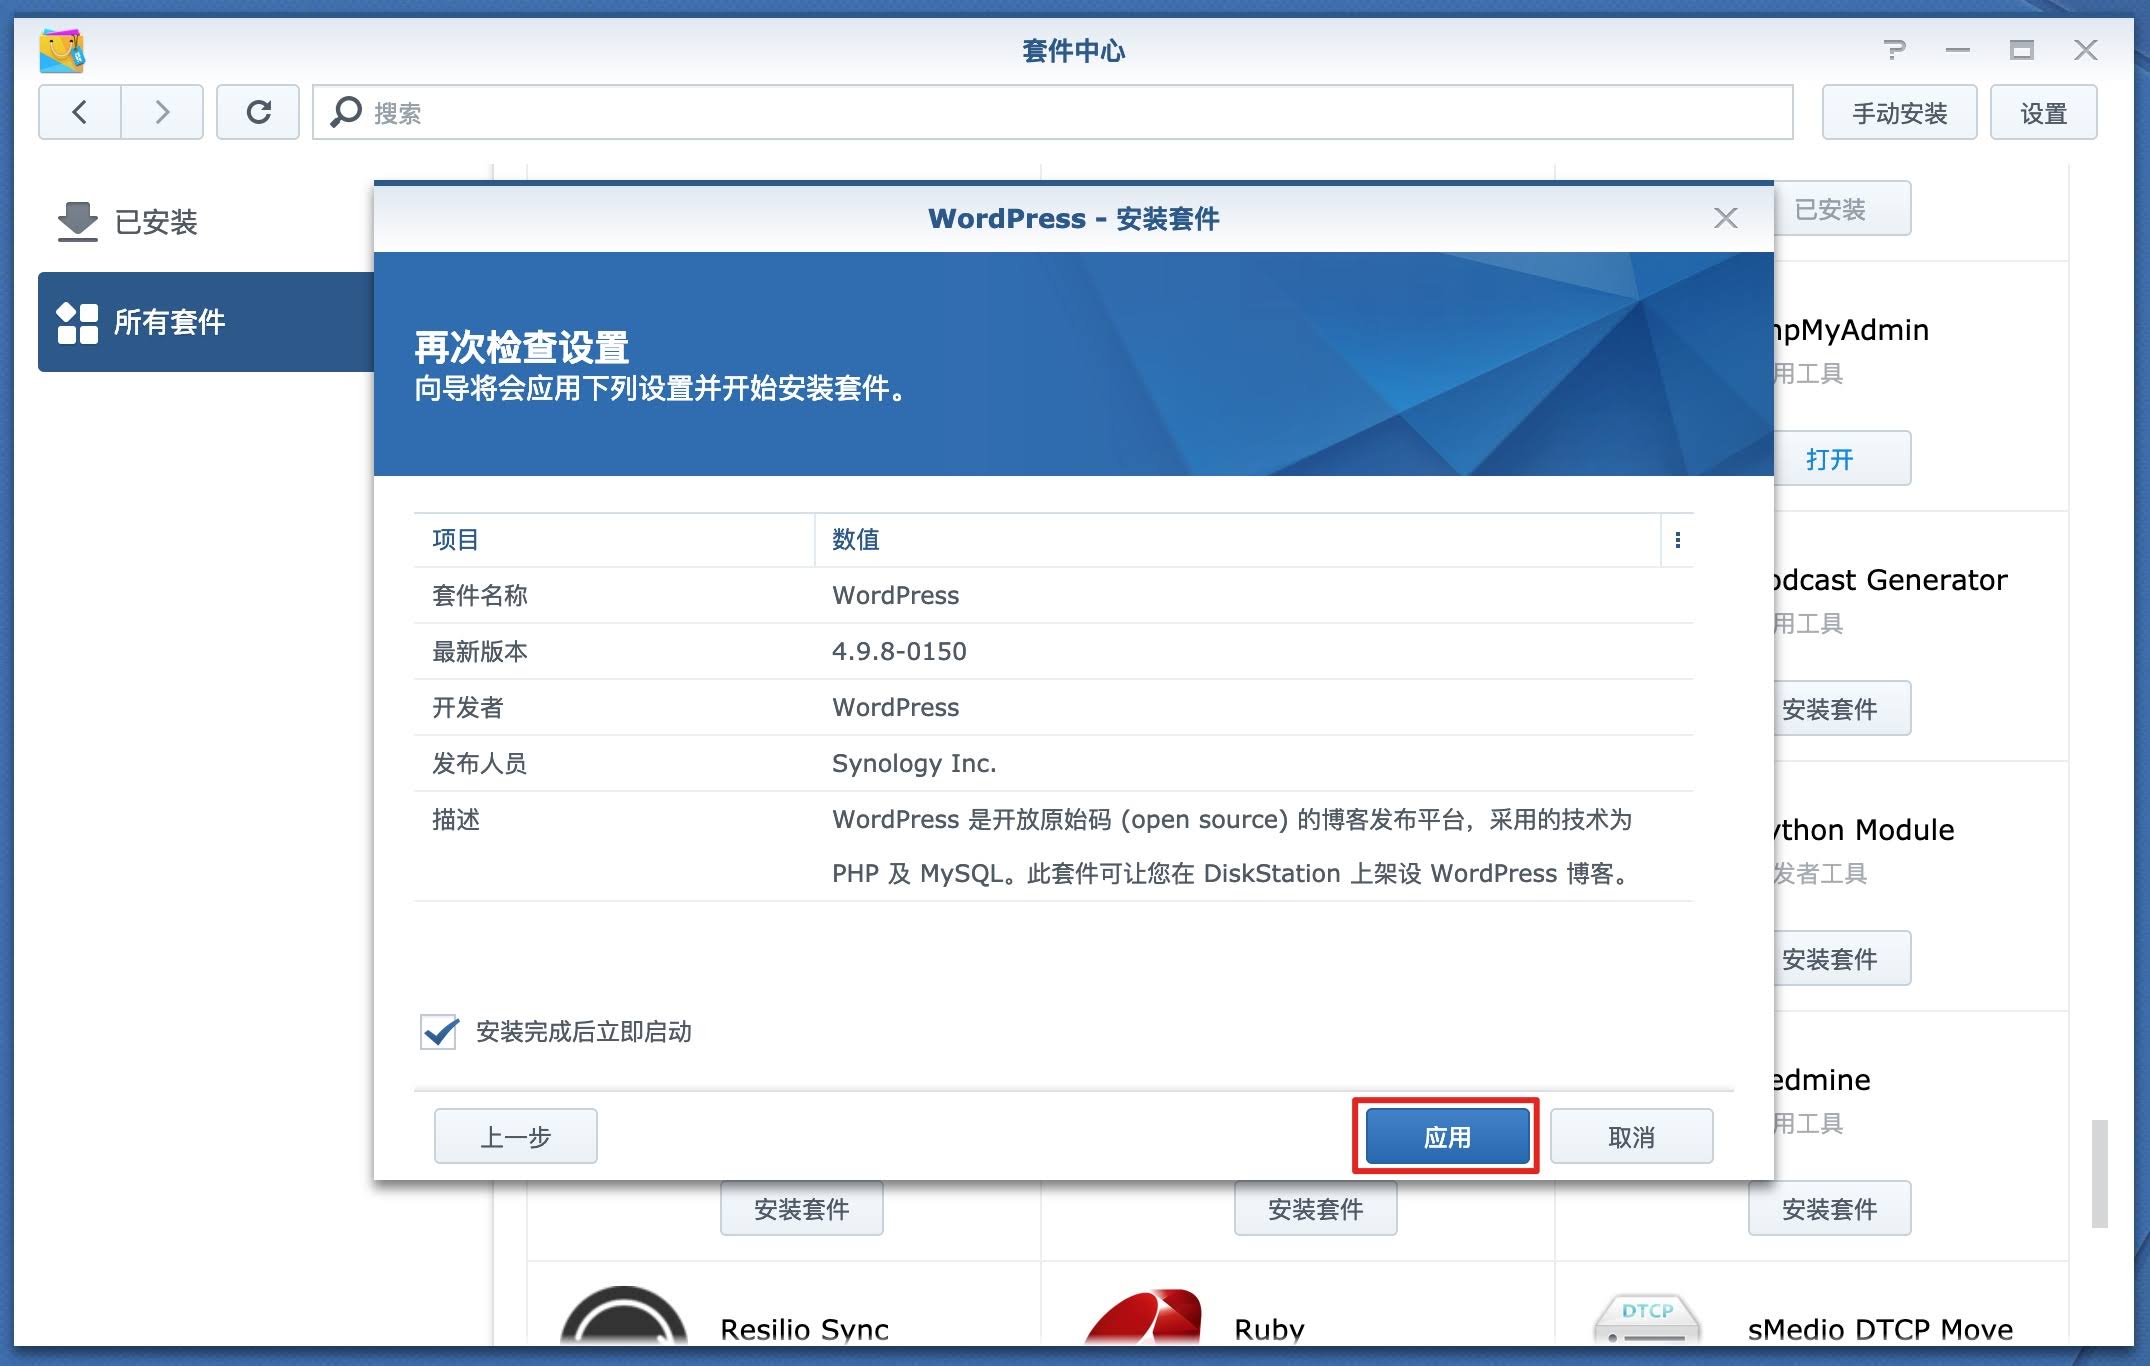 套件中心
搜索
手动安装
设置
已安装
所有套件
WordPress - 安装套件
再次检查设置
向导将会应用下列设置并开始安装套件。
项目 数值
套件名称 WordPress
最新版本 4.9.8-0150
开发者 WordPress
发布人员 Synology Inc.
描述 WordPress 是开放原始码 (open source) 的博客发布平台，采用的技术为
PHP 及 MySQL。此套件可让您在 DiskStation 上架设 WordPress 博客。
安装完成后立即启动
上一步
应用
取消
已安装
hpMyAdmin
用工具
打开
odcast Generator
用工具
安装套件
ython Module
发者工具
安装套件
edmine
用工具
安装套件
安装套件
安装套件
Resilio Sync
Ruby
DTCP
sMedio DTCP Move